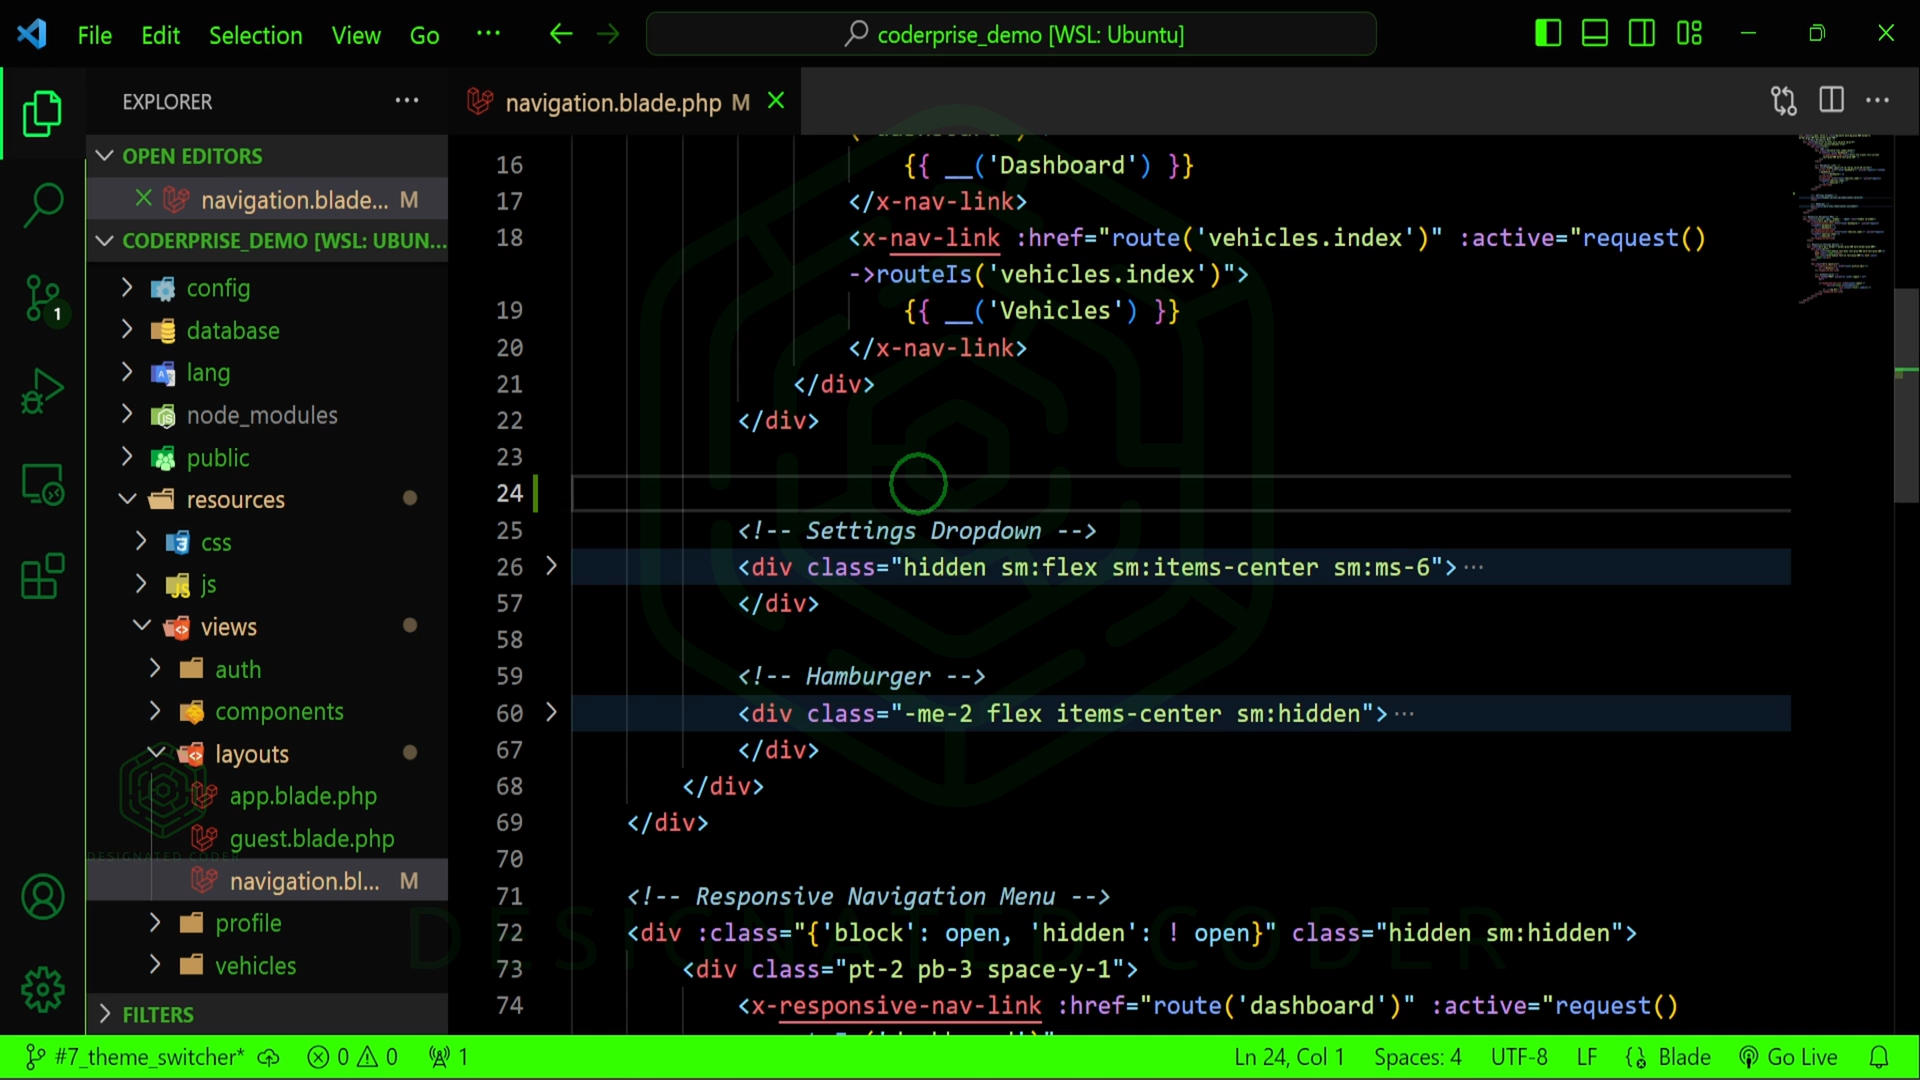 File Edit Selection View Go ··· coderprise_demo [WSL: Ubuntu]
EXPLORER ···
navigation.blade.php M
OPEN EDITORS
navigation.blade... M
CODERPRISE_DEMO [WSL: UBUN...
config
database
lang
node_modules
public
resources
css
js
views
auth
components
layouts
app.blade.php
guest.blade.php
navigation.bl... M
profile
vehicles
FILTERS
DESIGNATED CODER
16 {{ __('Dashboard') }}
17 </x-nav-link>
18 <x-nav-link :href="route('vehicles.index')" :active="request()
->routeIs('vehicles.index')">
19 {{ __('Vehicles') }}
20 </x-nav-link>
21 </div>
22 </div>
23
24
25 <!-- Settings Dropdown -->
26 <div class="hidden sm:flex sm:items-center sm:ms-6">···
57 </div>
58
59 <!-- Hamburger -->
60 <div class="-me-2 flex items-center sm:hidden">···
67 </div>
68 </div>
69 </div>
70
71 <!-- Responsive Navigation Menu -->
72 <div :class="{'block': open, 'hidden': ! open}" class="hidden sm:hidden">
73 <div class="pt-2 pb-3 space-y-1">
74 <x-responsive-nav-link :href="route('dashboard')" :active="request()
DESIGNATED CODER
#7_theme_switcher* 0 0 1 Ln 24, Col 1 Spaces: 4 UTF-8 LF Blade Go Live